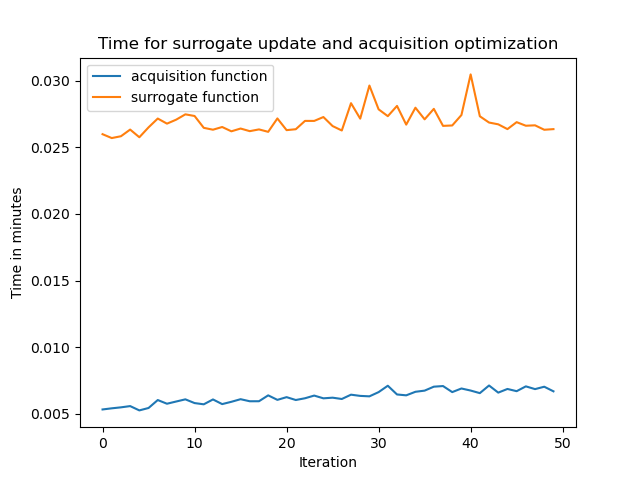 Time for surrogate update and acquisition optimization
acquisition function
surrogate function
0.030
0.025
0.020
0.015
0.010
0.005
Time in minutes
0 10 20 30 40 50
Iteration